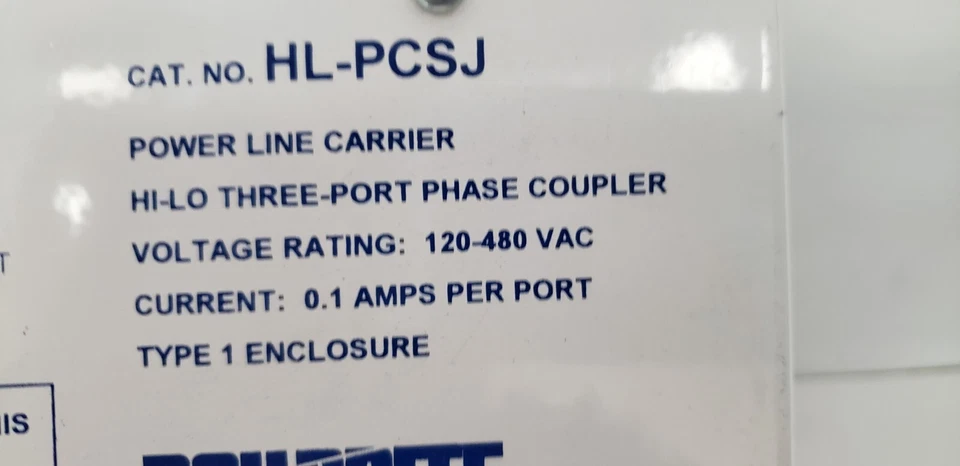 CAT. NO. HL-PCSJ
POWER LINE CARRIER
HI-LO THREE-PORT PHASE COUPLER
VOLTAGE RATING: 120-480 VAC
CURRENT: 0.1 AMPS PER PORT
TYPE 1 ENCLOSURE